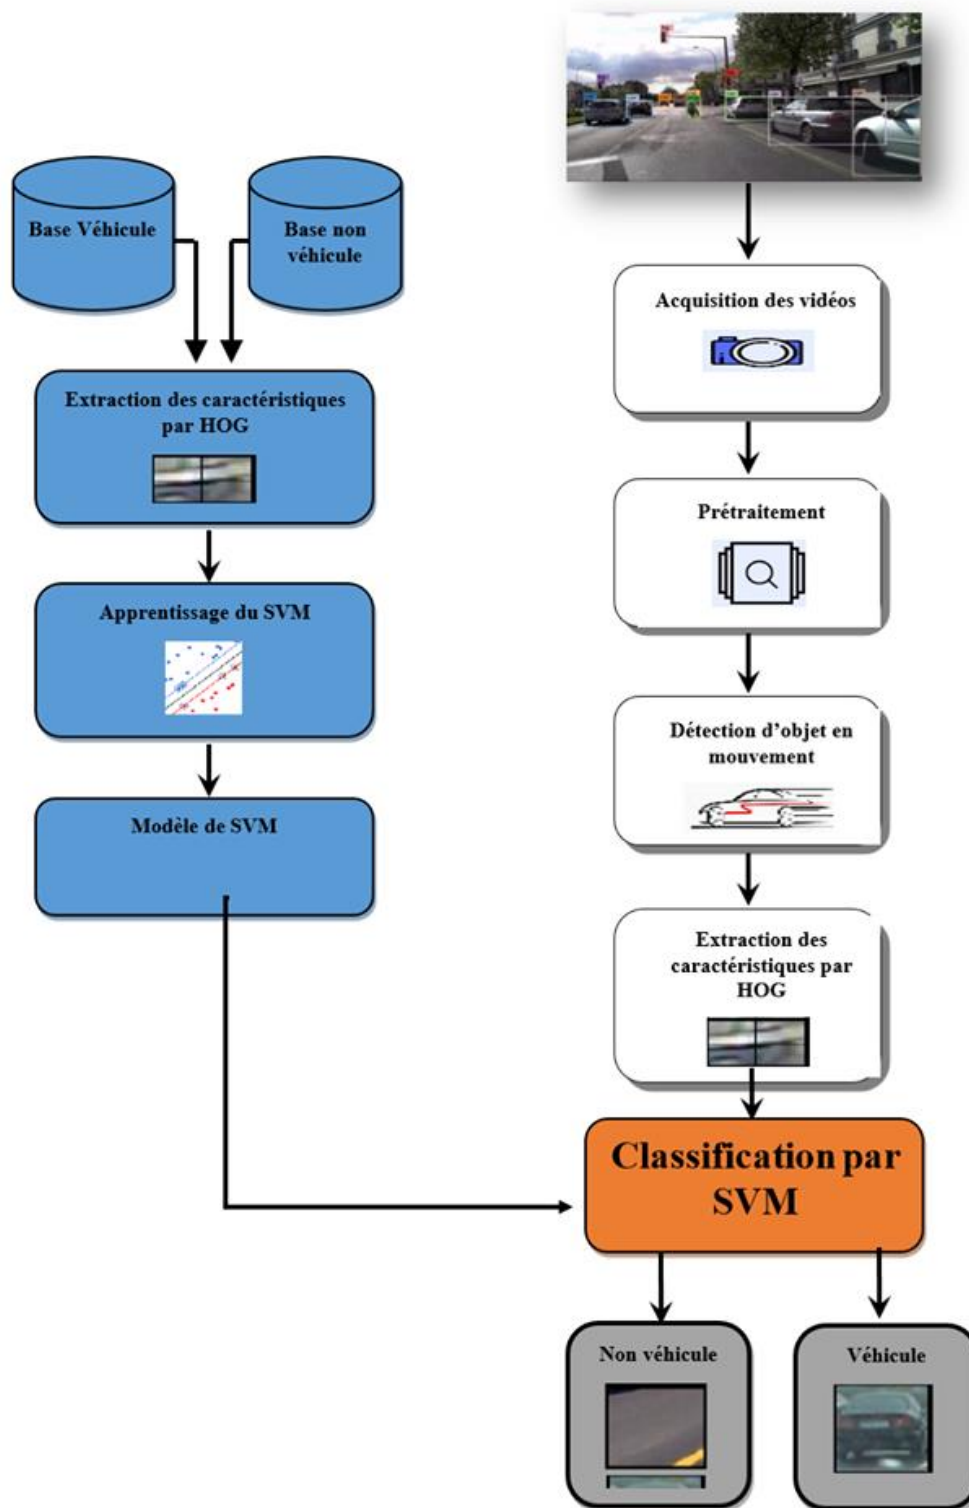 Base Véhicule
Base non
véhicule
Extraction des caractéristiques
par HOG
Apprentissage du SVM
Modèle de SVM
Acquisition des vidéos
Prétraitement
Détection d'objet en
mouvement
Extraction des
caractéristiques par
HOG
Classification par
SVM
Non véhicule
Véhicule